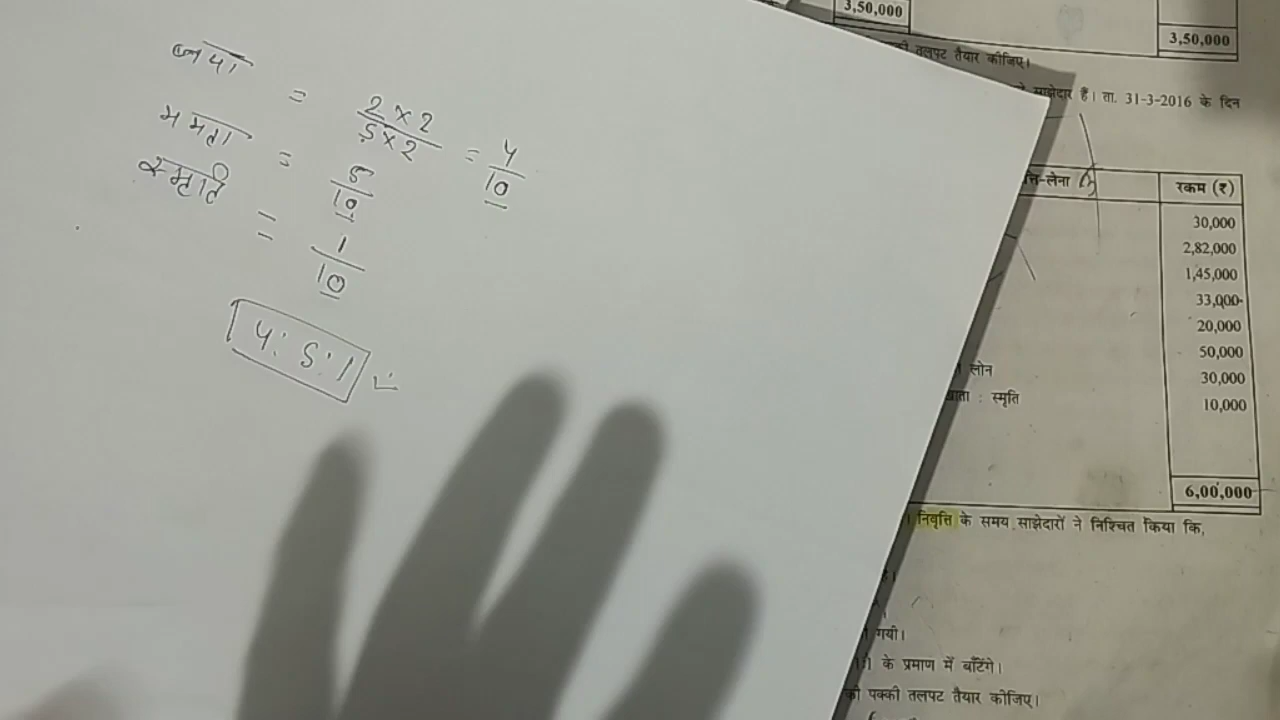 जया = 2 × 2 / 5 × 2 = 4 / 10
ममता = 5 / 10
स्मृति = 1 / 10
4 : 5 : 1
3,50,000
3,50,000
तलपट तैयार कीजिए।
साझेदार हैं। ता. 31-3-2016 के दिन
लेना रकम (₹)
30,000
2,82,000
1,45,000
33,000
20,000
50,000
लोन 30,000
: स्मृति 10,000
6,00,000
निवृत्ति के समय साझेदारों ने निश्चित किया कि,
गयी।
के प्रमाण में बाँटेंगे।
की पक्की तलपट तैयार कीजिए।